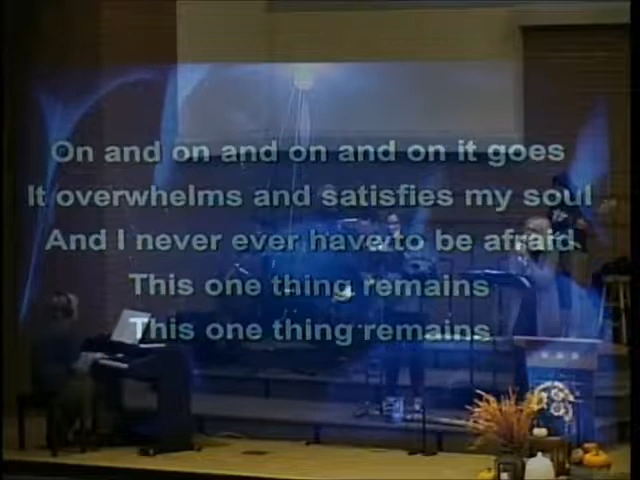 On and on and on and on it goes
It overwhelms and satisfies my soul
And I never ever have to be afraid
This one thing remains
This one thing remains